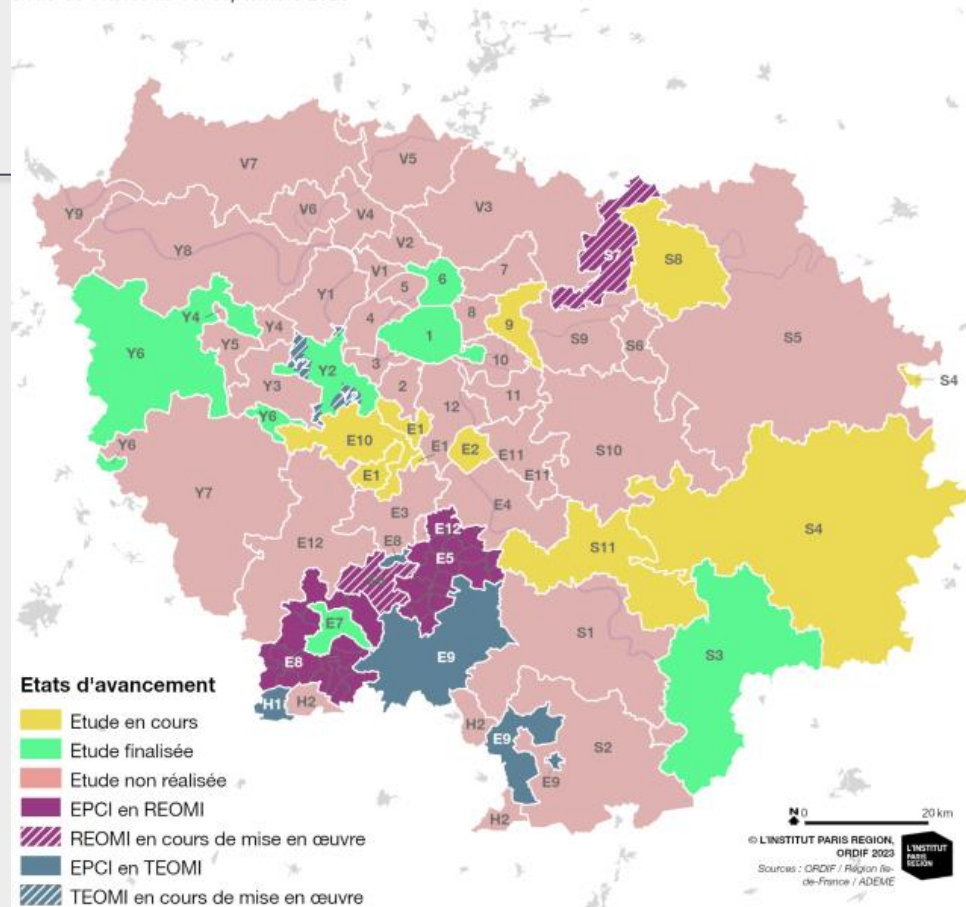 V7
V5
V3
V6
V4
Y9
Y8
V2
V1
6
7
S7
S8
5
Y1
4
1
8
9
S9
S6
S5
Y4
Y4
Y5
Y6
Y2
3
10
S4
Y3
2
11
12
Y6
E1
E10
E1
E2
E11
S10
Y6
E1
E11
Y7
E4
E3
S4
E12
E12
E8
S11
E5
E7
S1
E8
E9
S3
H1
H2
H2
E9
S2
E9
H2
Etats d'avancement
Etude en cours
Etude finalisée
Etude non réalisée
EPCI en REOMI
REOMI en cours de mise en œuvre
EPCI en TEOMI
TEOMI en cours de mise en œuvre
N 0 20 km
© L'INSTITUT PARIS REGION,
ORDIF 2023
Sources : ORDIF / Région Ile-
de-France / ADEME
L'INSTITUT
PARIS
REGION